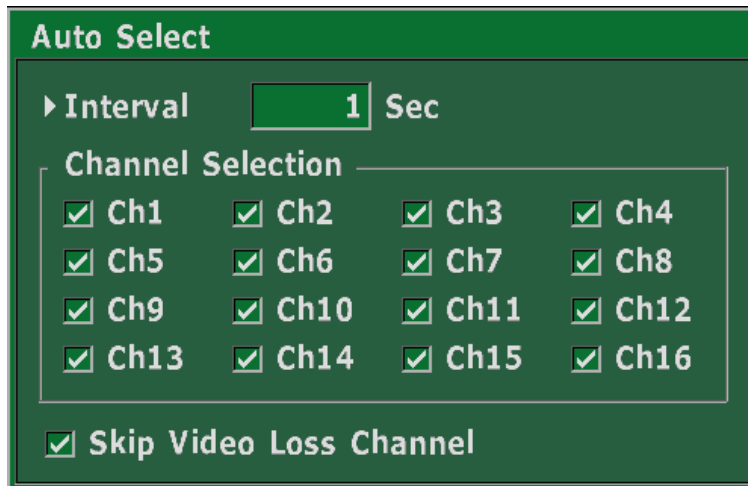 Auto Select
Interval 1 Sec
Channel Selection
Ch1 Ch2 Ch3 Ch4
Ch5 Ch6 Ch7 Ch8
Ch9 Ch10 Ch11 Ch12
Ch13 Ch14 Ch15 Ch16
Skip Video Loss Channel